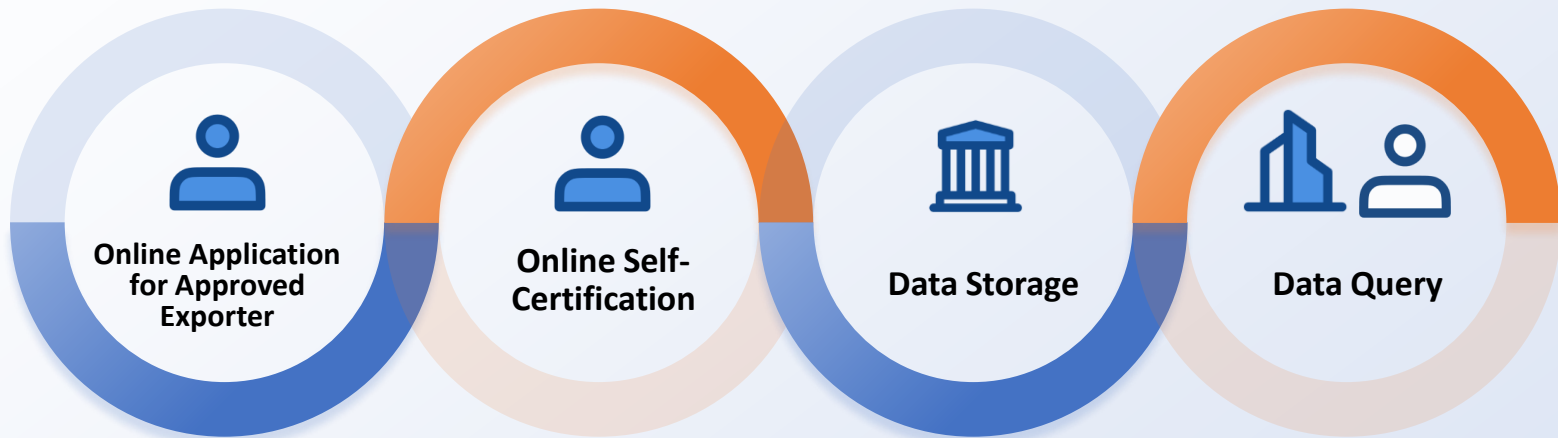 Online Application
for Approved
Exporter
Online Self-
Certification
Data Storage
Data Query